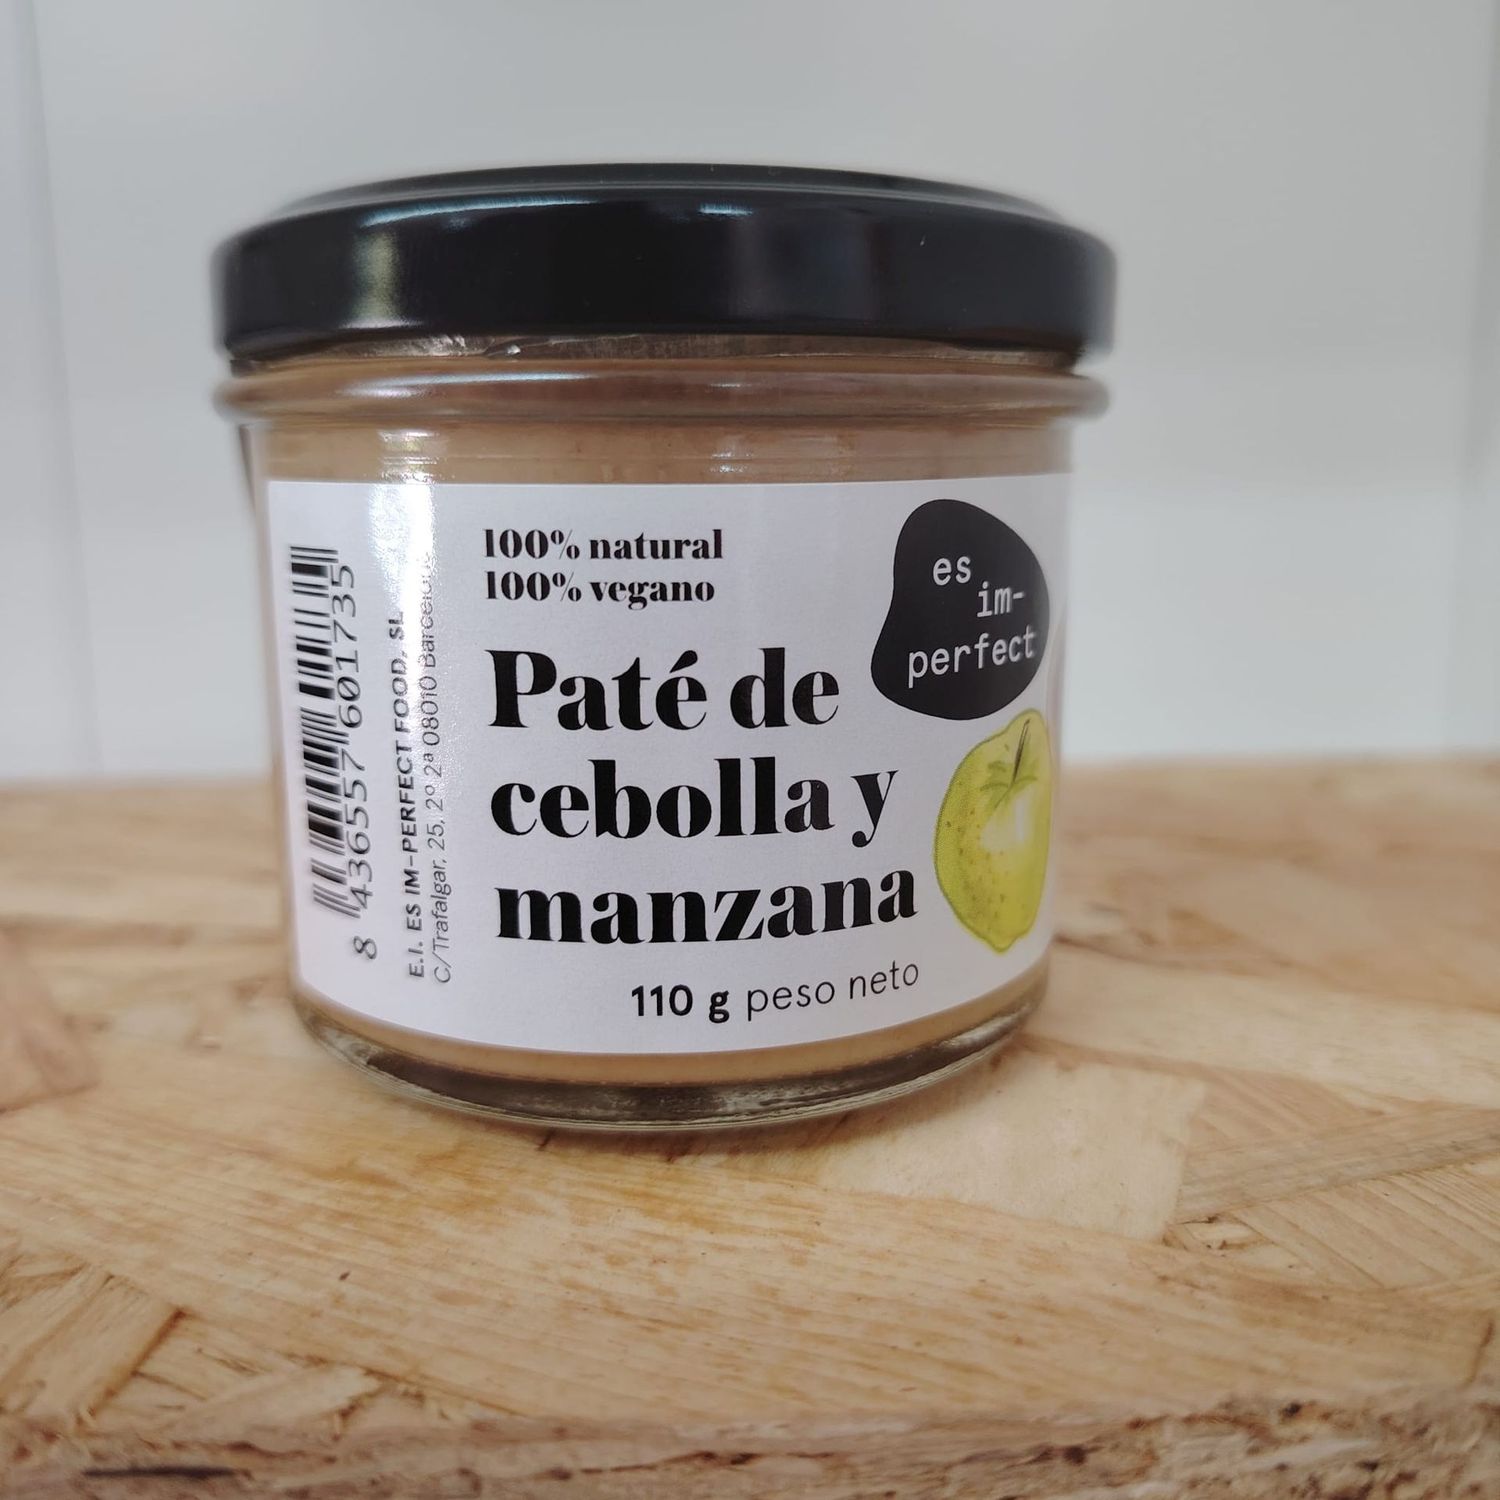 100% natural
100% vegano
Paté de
cebolla y
manzana
110 g peso neto
es
im-
perfect
8 436557 601735
E.I. ES IM-PERFECT FOOD, SL
C/Trafalgar, 25, 2º 2ª 08010 Barcelona